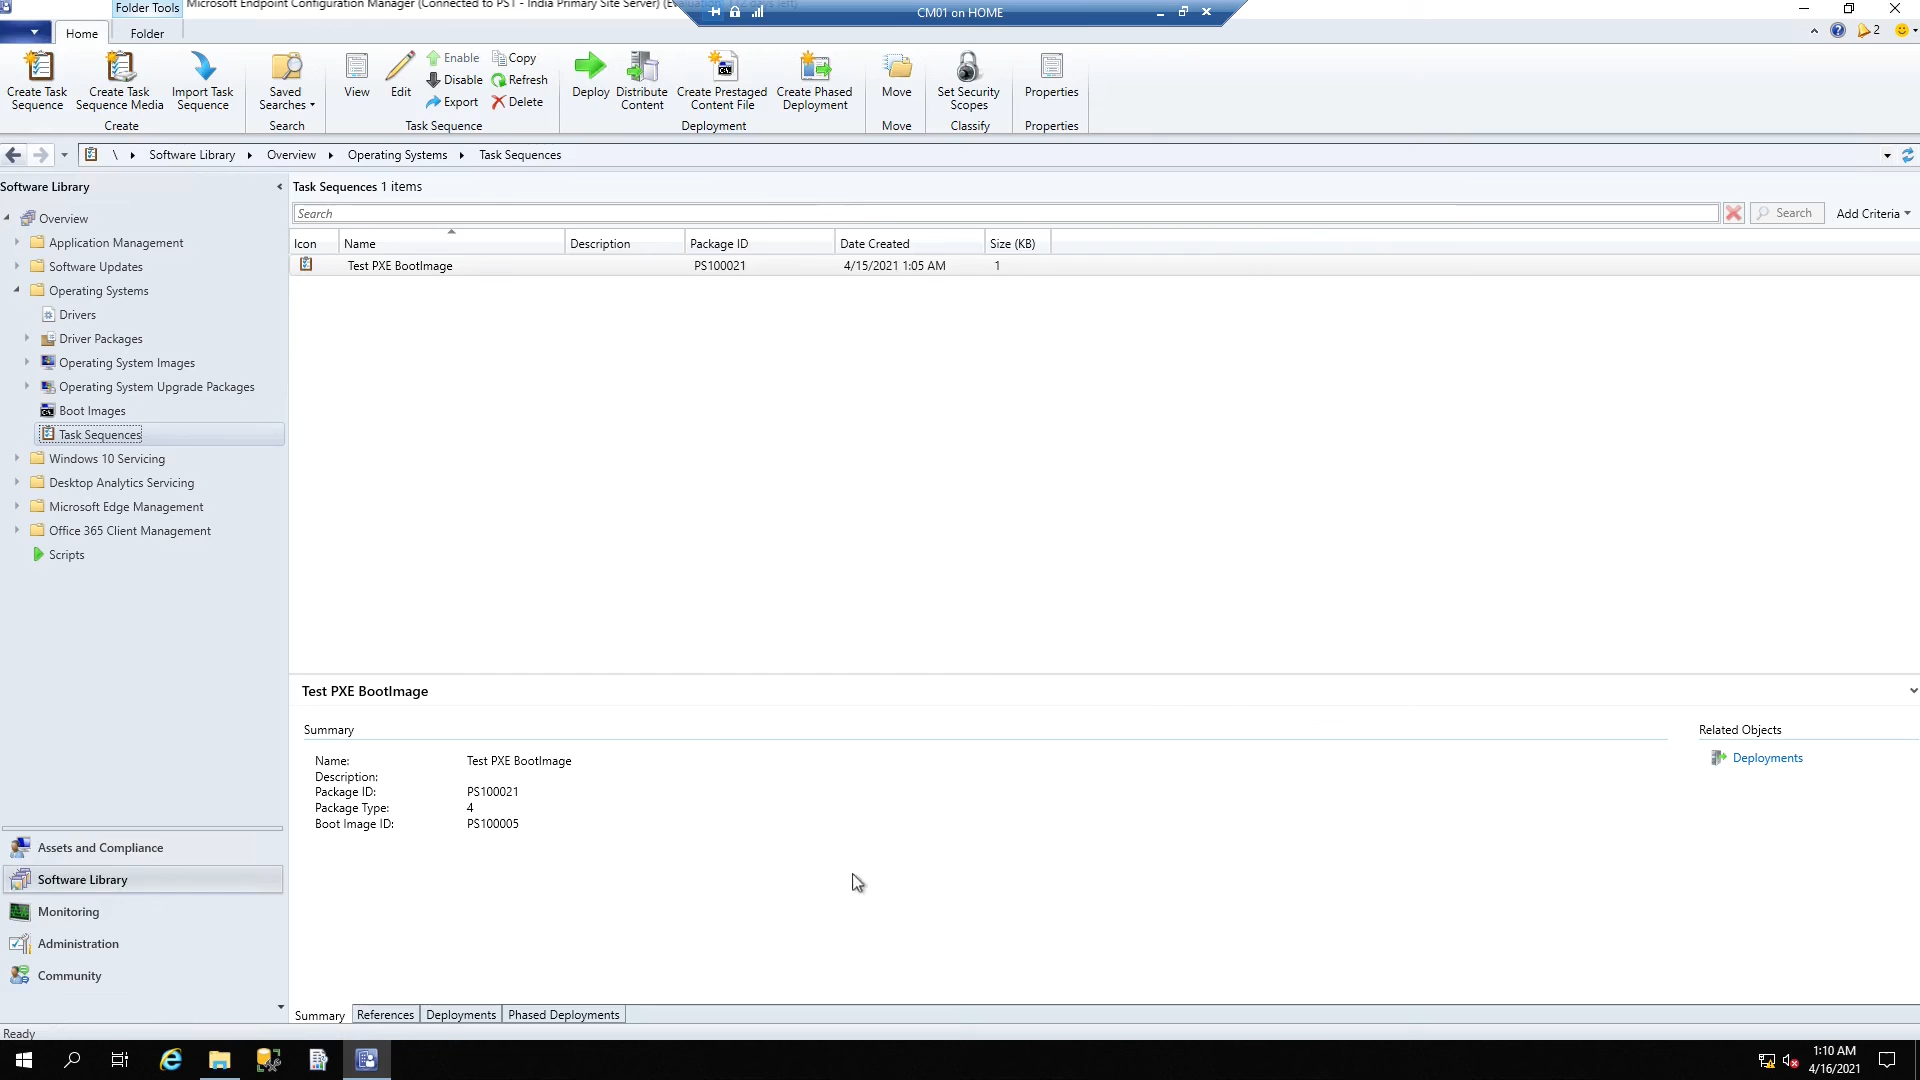 Folder Tools
Microsoft Endpoint Configuration Manager (Connected to PS1 - India Primary Site Server) (Ev
CM01 on HOME
Home
Folder
2
Create Task Sequence
Create Task Sequence Media
Import Task Sequence
Create
Saved Searches
Search
View
Edit
Enable
Disable
Export
Copy
Refresh
Delete
Task Sequence
Deploy
Distribute Content
Create Prestaged Content File
Create Phased Deployment
Deployment
Move
Move
Set Security Scopes
Classify
Properties
Properties
\ Software Library Overview Operating Systems Task Sequences
Software Library
Overview
Application Management
Software Updates
Operating Systems
Drivers
Driver Packages
Operating System Images
Operating System Upgrade Packages
Boot Images
Task Sequences
Windows 10 Servicing
Desktop Analytics Servicing
Microsoft Edge Management
Office 365 Client Management
Scripts
Assets and Compliance
Software Library
Monitoring
Administration
Community
Task Sequences 1 items
Search
Search
Add Criteria
Icon Name Description Package ID Date Created Size (KB)
Test PXE BootImage PS100021 4/15/2021 1:05 AM 1
Test PXE BootImage
Summary
Name: Test PXE BootImage
Description:
Package ID: PS100021
Package Type: 4
Boot Image ID: PS100005
Related Objects
Deployments
Summary References Deployments Phased Deployments
Ready
1:10 AM
4/16/2021